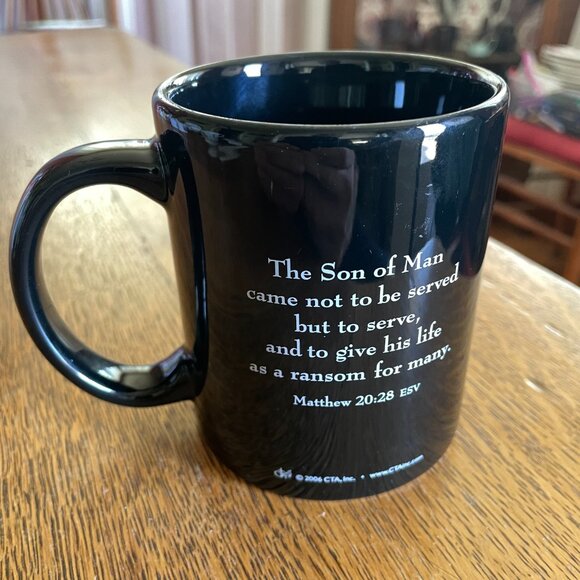 The Son of Man
came not to be served
but to serve,
and to give his life
as a ransom for many.
Matthew 20:28 ESV
© 2006 CTA, Inc. • www.CTAinc.com